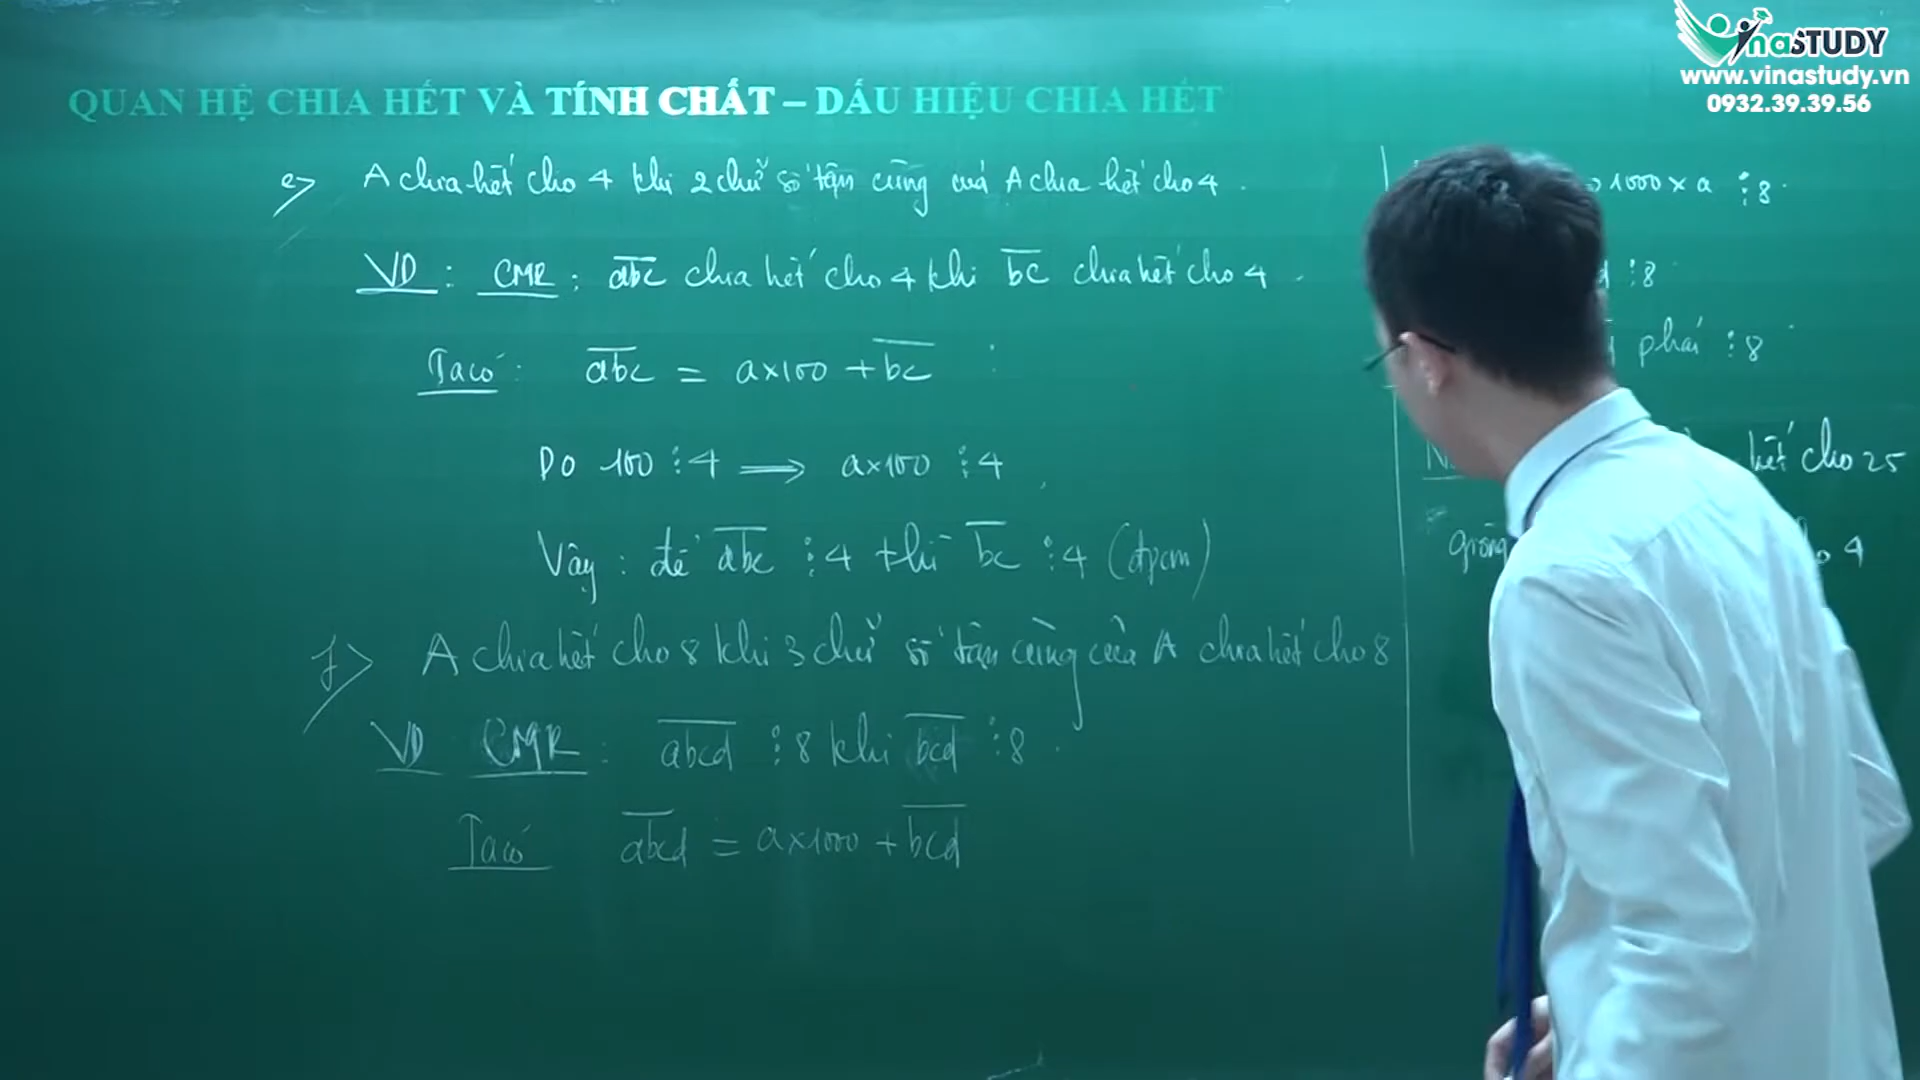 VinaSTUDY
www.vinastudy.vn
0932.39.39.56
QUAN HỆ CHIA HẾT VÀ TÍNH CHẤT – DẤU HIỆU CHIA HẾT
e> A chia hết cho 4 khi 2 chữ số tận cùng của A chia hết cho 4.
VD: CMR: abc chia hết cho 4 khi bc chia hết cho 4.
Ta có: abc = a×100 + bc
Do 100 ⋮ 4 ⟹ a×100 ⋮ 4
Vậy: để abc ⋮ 4 thì bc ⋮ 4 (đpcm)
f> A chia hết cho 8 khi 3 chữ số tận cùng của A chia hết cho 8
VD CMR: abcd ⋮ 8 khi bcd ⋮ 8.
Ta có abcd = a×1000 + bcd
1000×a ⋮ 8.
⋮ 8
phải ⋮ 8
hết cho 25
giống 4